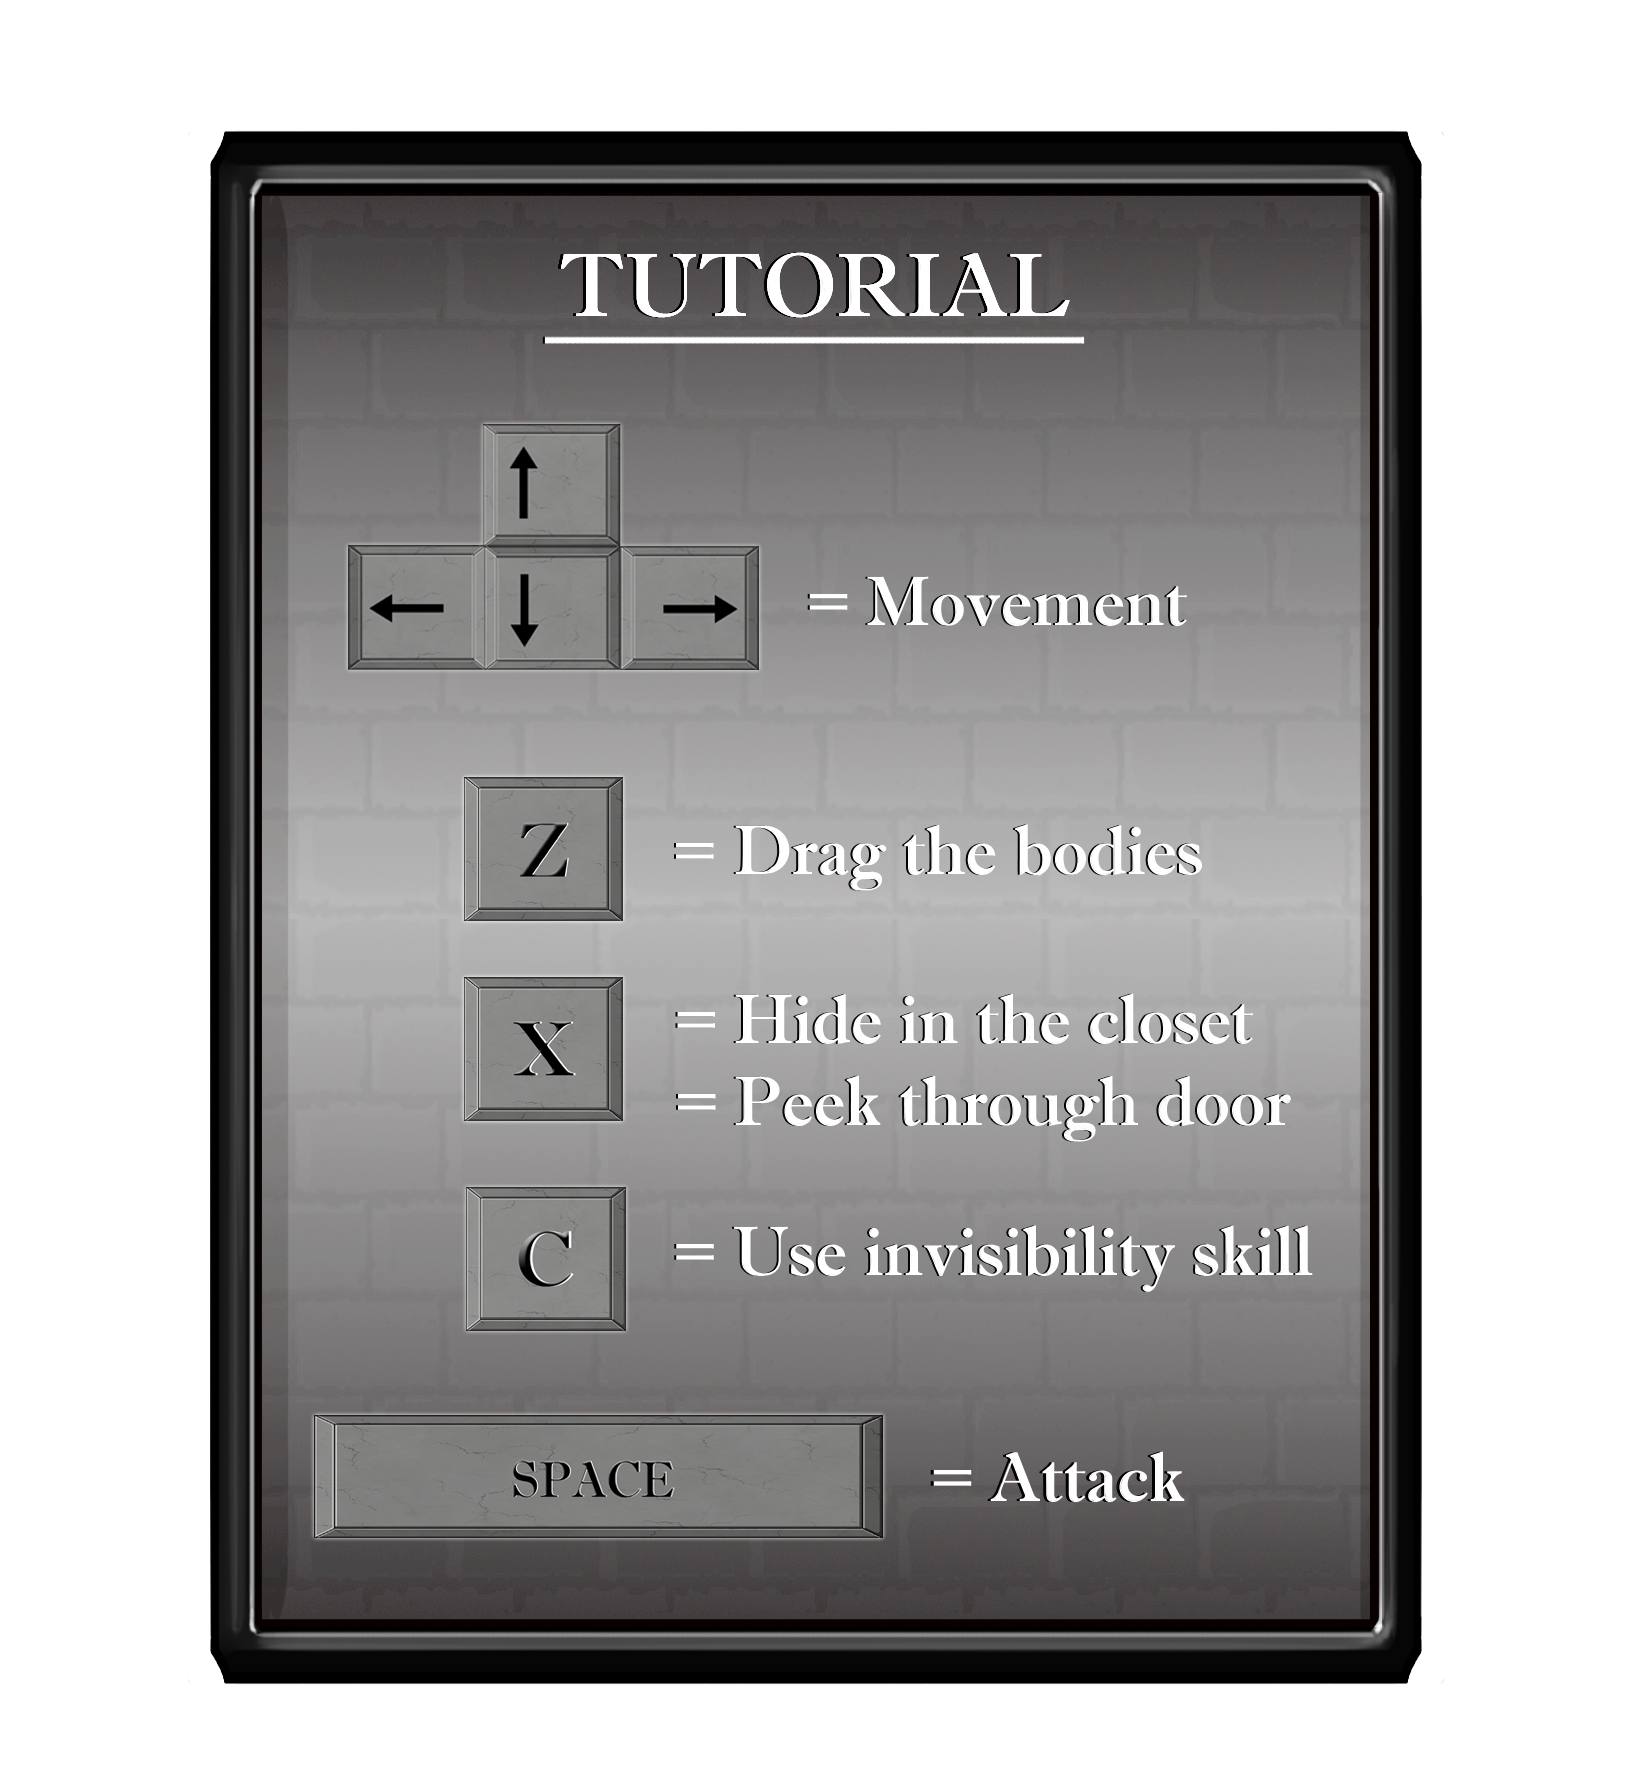 TUTORIAL
= Movement
Z = Drag the bodies
X = Hide in the closet
= Peek through door
C = Use invisibility skill
SPACE = Attack